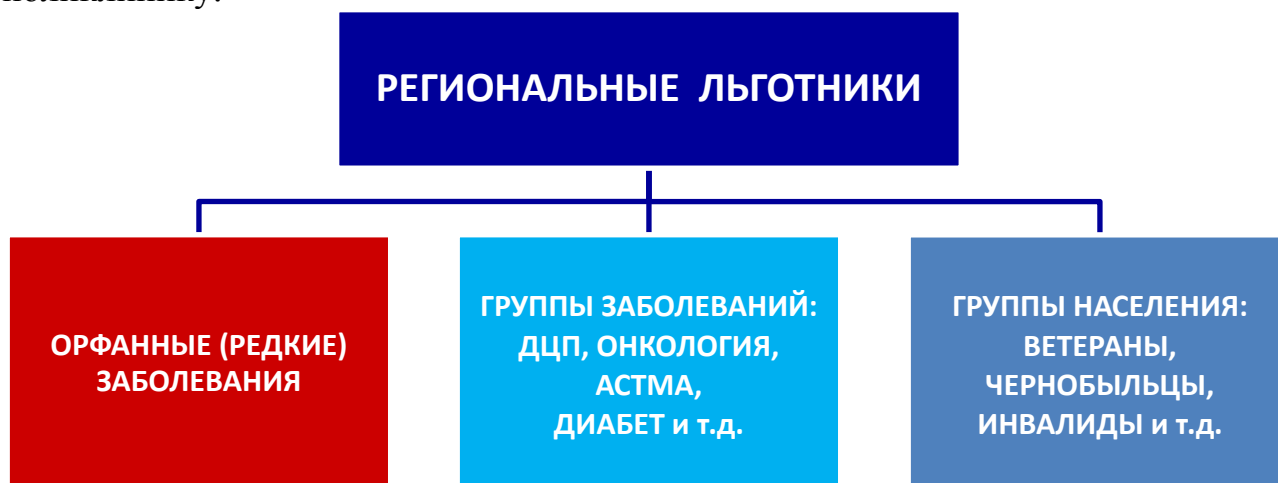 РЕГИОНАЛЬНЫЕ ЛЬГОТНИКИ
ОРФАННЫЕ (РЕДКИЕ)
ЗАБОЛЕВАНИЯ
ГРУППЫ ЗАБОЛЕВАНИЙ:
ДЦП, ОНКОЛОГИЯ,
АСТМА,
ДИАБЕТ и т.д.
ГРУППЫ НАСЕЛЕНИЯ:
ВЕТЕРАНЫ,
ЧЕРНОБЫЛЬЦЫ,
ИНВАЛИДЫ и т.д.